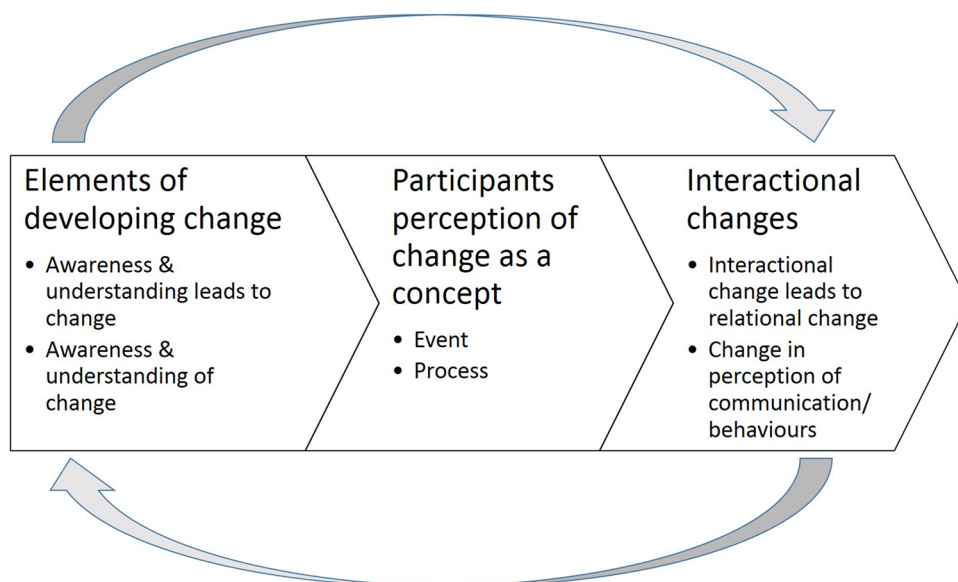 Elements of
developing change
• Awareness &
understanding leads to
change
• Awareness &
understanding of
change
Participants
perception of
change as a
concept
• Event
• Process
Interactional
changes
• Interactional
change leads to
relational change
• Change in
perception of
communication/
behaviours